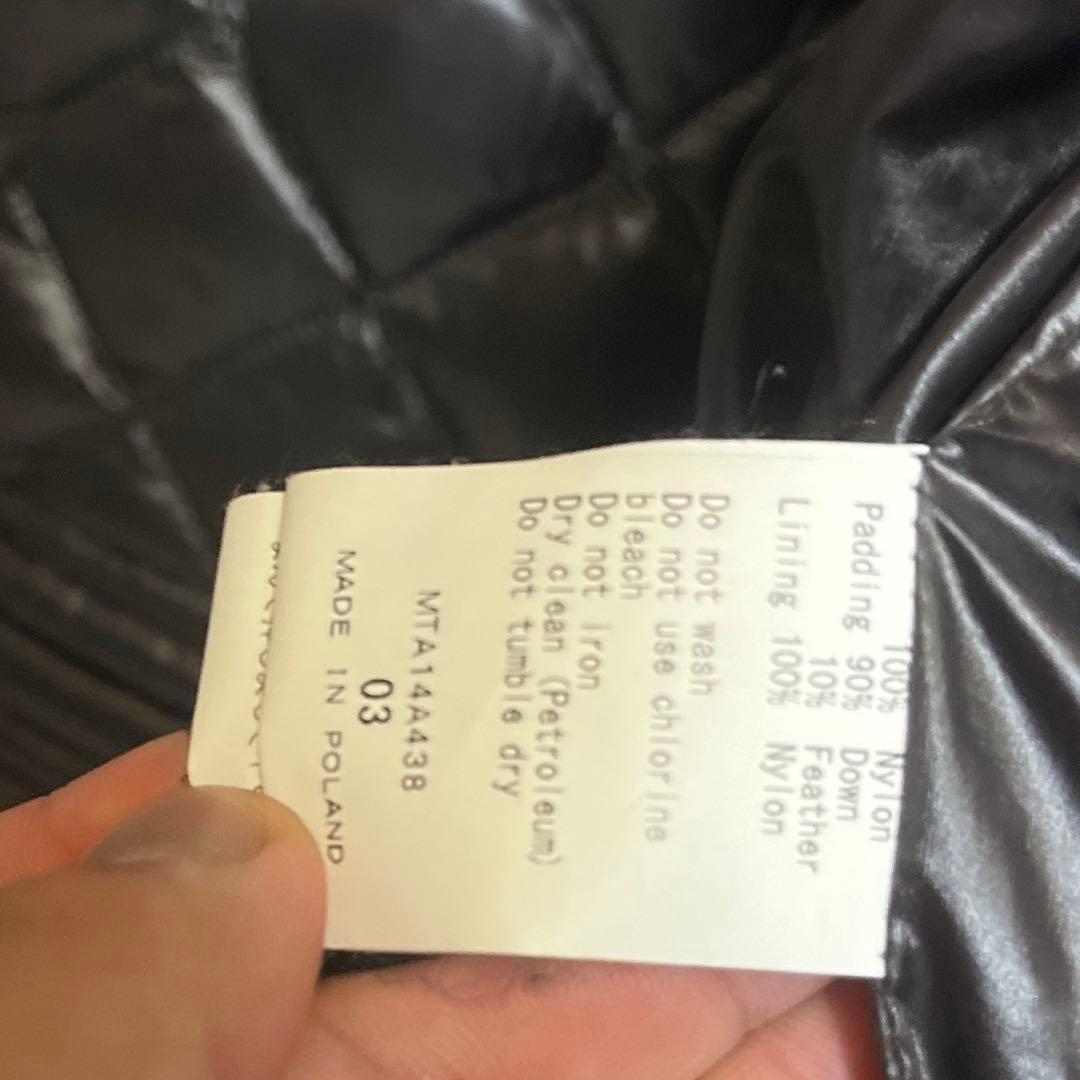 100% Nylon
Padding 90% Down
10% Feather
Lining 100% Nylon
Do not wash
Do not use chlorine
bleach
Do not iron
Dry clean (Petroleum)
Do not tumble dry
MTA14A438
03
MADE IN POLAND